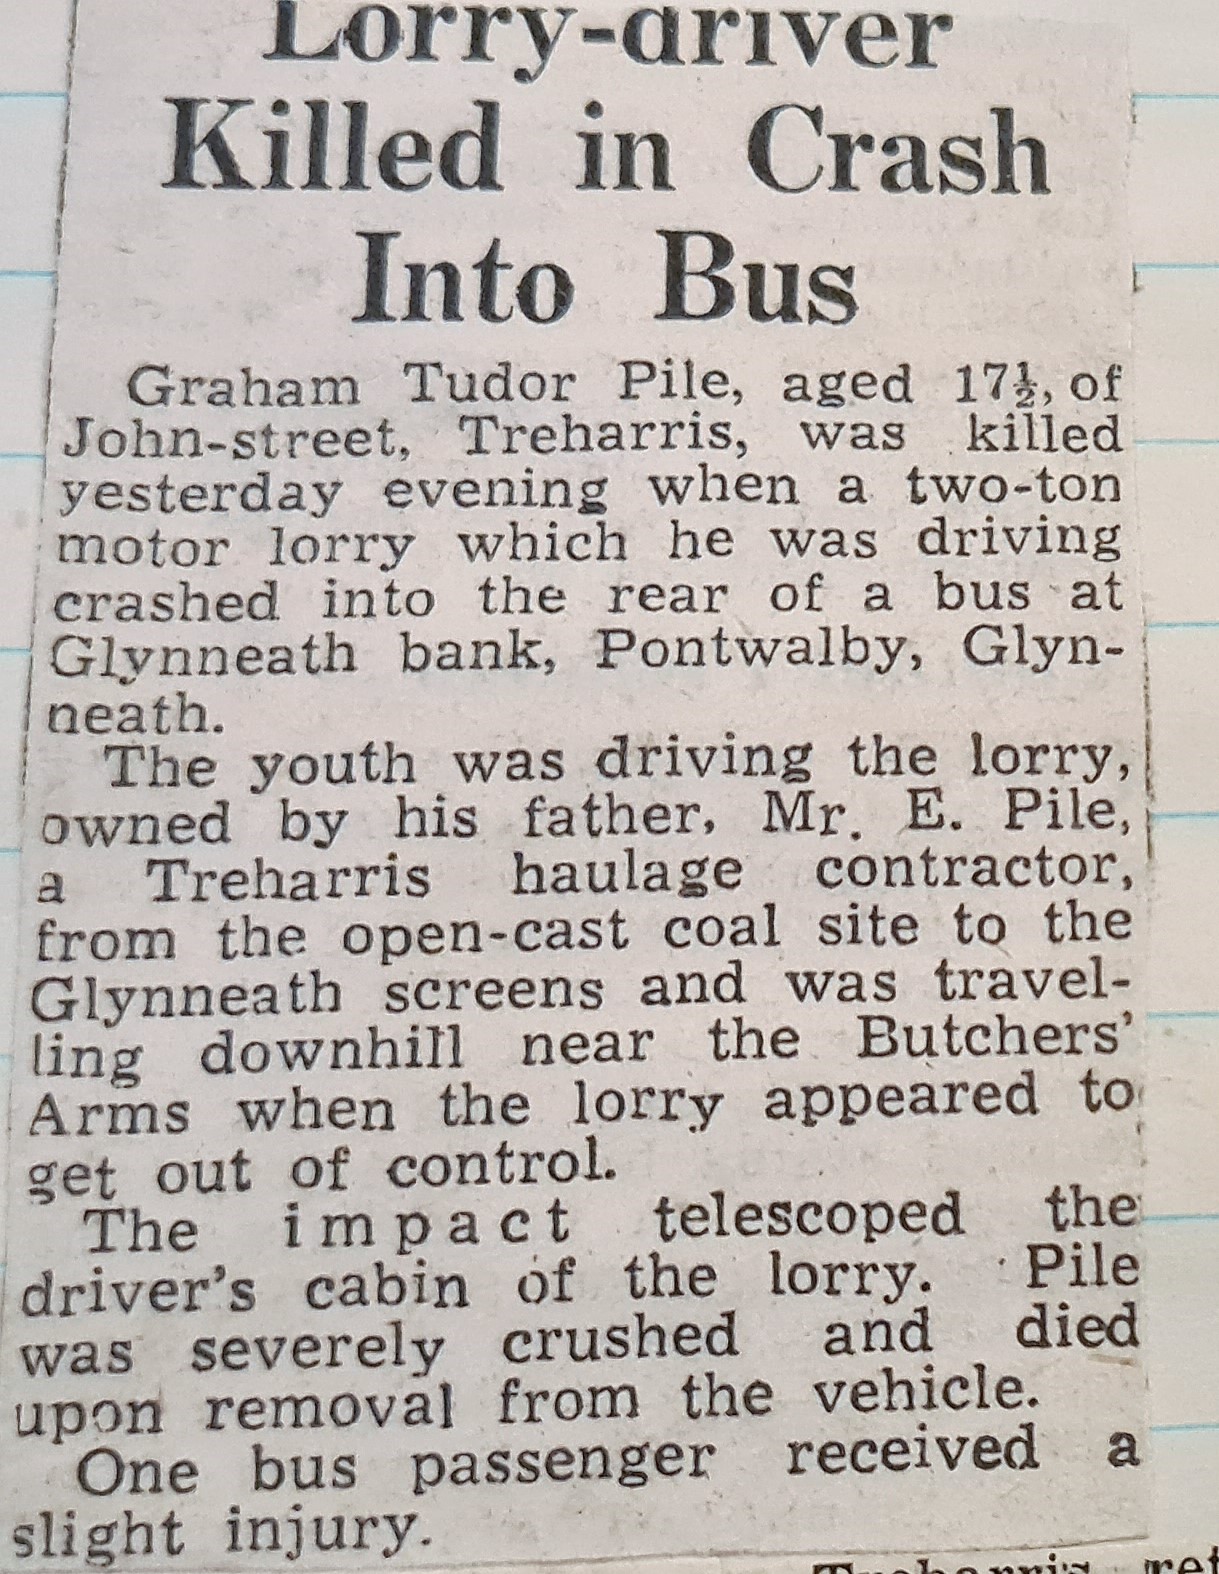 Lorry-driver
Killed in Crash
Into Bus
Graham Tudor Pile, aged 17½, of
John-street, Treharris, was killed
yesterday evening when a two-ton
motor lorry which he was driving
crashed into the rear of a bus at
Glynneath bank, Pontwalby, Glyn-
neath.
The youth was driving the lorry,
owned by his father, Mr. E. Pile,
a Treharris haulage contractor,
from the open-cast coal site to the
Glynneath screens and was travel-
ling downhill near the Butchers'
Arms when the lorry appeared to
get out of control.
The impact telescoped the
driver's cabin of the lorry. Pile
was severely crushed and died
upon removal from the vehicle.
One bus passenger received a
slight injury.
Treharris